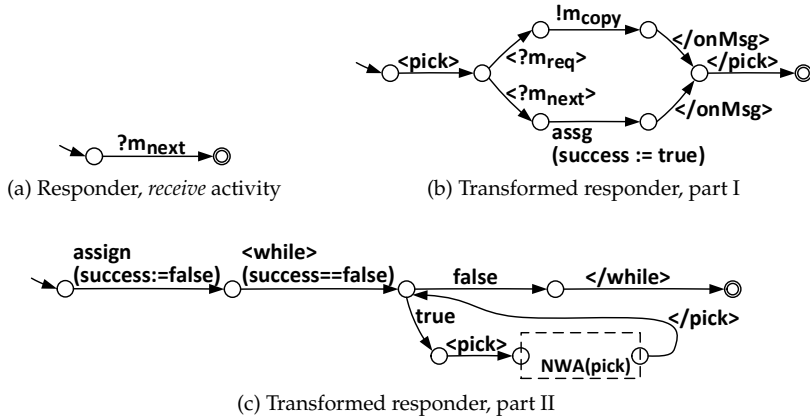 !mcopy
</onMsg>
<pick>
<?mreq>
</pick>
<?mnext>
</onMsg>
assg
(success := true)
?mnext
(a) Responder, receive activity
(b) Transformed responder, part I
assign
(success:=false)
<while>
(success==false)
false
</while>
true
</pick>
<pick>
NWA(pick)
(c) Transformed responder, part II